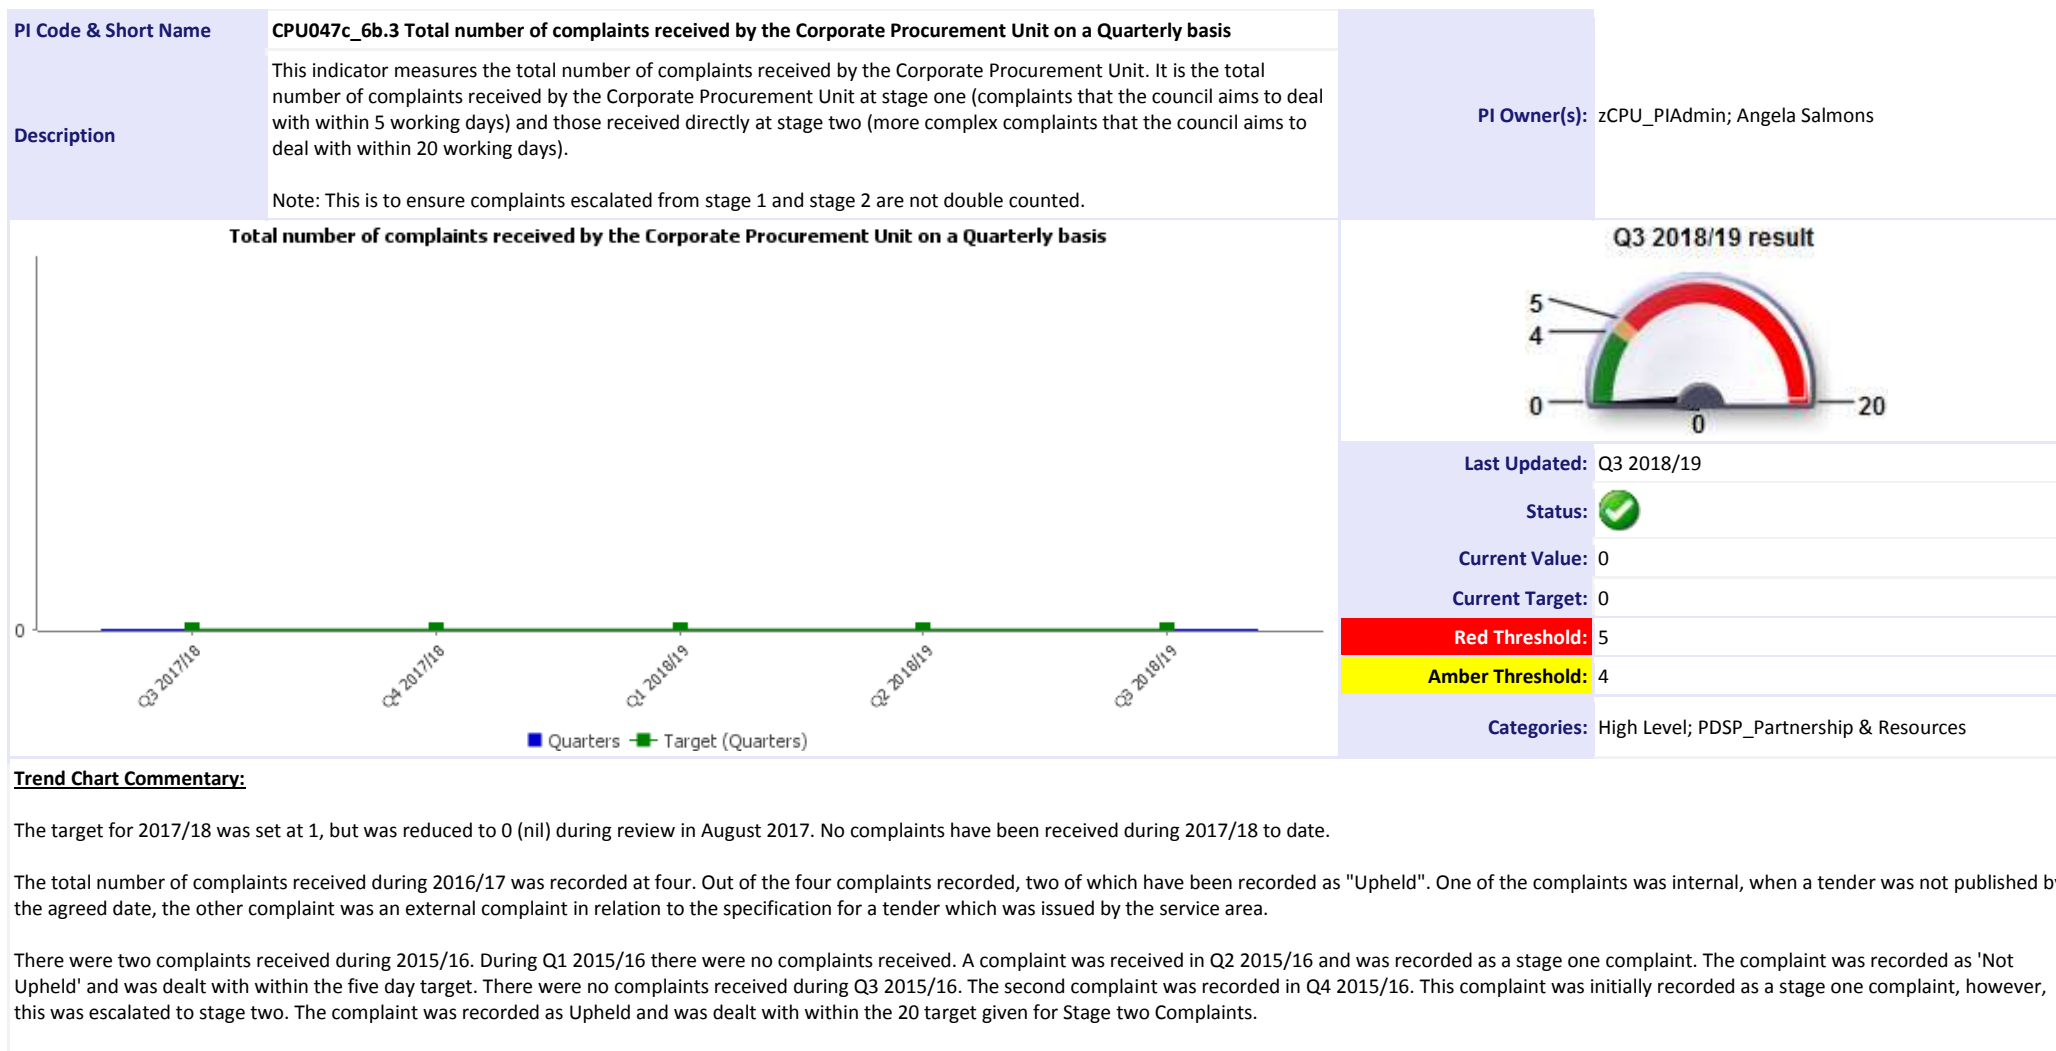 PI Code & Short Name
CPU047c_6b.3 Total number of complaints received by the Corporate Procurement Unit on a Quarterly basis
Description
This indicator measures the total number of complaints received by the Corporate Procurement Unit. It is the total
number of complaints received by the Corporate Procurement Unit at stage one (complaints that the council aims to deal
with within 5 working days) and those received directly at stage two (more complex complaints that the council aims to
deal with within 20 working days).
Note: This is to ensure complaints escalated from stage 1 and stage 2 are not double counted.
PI Owner(s): zCPU_PIAdmin; Angela Salmons
Total number of complaints received by the Corporate Procurement Unit on a Quarterly basis
0
Q3 2017/18
Q4 2017/18
Q1 2018/19
Q2 2018/19
Q3 2018/19
Quarters Target (Quarters)
Q3 2018/19 result
5
4
0
20
0
Last Updated: Q3 2018/19
Status:
Current Value: 0
Current Target: 0
Red Threshold: 5
Amber Threshold: 4
Categories: High Level; PDSP_Partnership & Resources
Trend Chart Commentary:
The target for 2017/18 was set at 1, but was reduced to 0 (nil) during review in August 2017. No complaints have been received during 2017/18 to date.
The total number of complaints received during 2016/17 was recorded at four. Out of the four complaints recorded, two of which have been recorded as "Upheld". One of the complaints was internal, when a tender was not published by
the agreed date, the other complaint was an external complaint in relation to the specification for a tender which was issued by the service area.
There were two complaints received during 2015/16. During Q1 2015/16 there were no complaints received. A complaint was received in Q2 2015/16 and was recorded as a stage one complaint. The complaint was recorded as 'Not
Upheld' and was dealt with within the five day target. There were no complaints received during Q3 2015/16. The second complaint was recorded in Q4 2015/16. This complaint was initially recorded as a stage one complaint, however,
this was escalated to stage two. The complaint was recorded as Upheld and was dealt with within the 20 target given for Stage two Complaints.